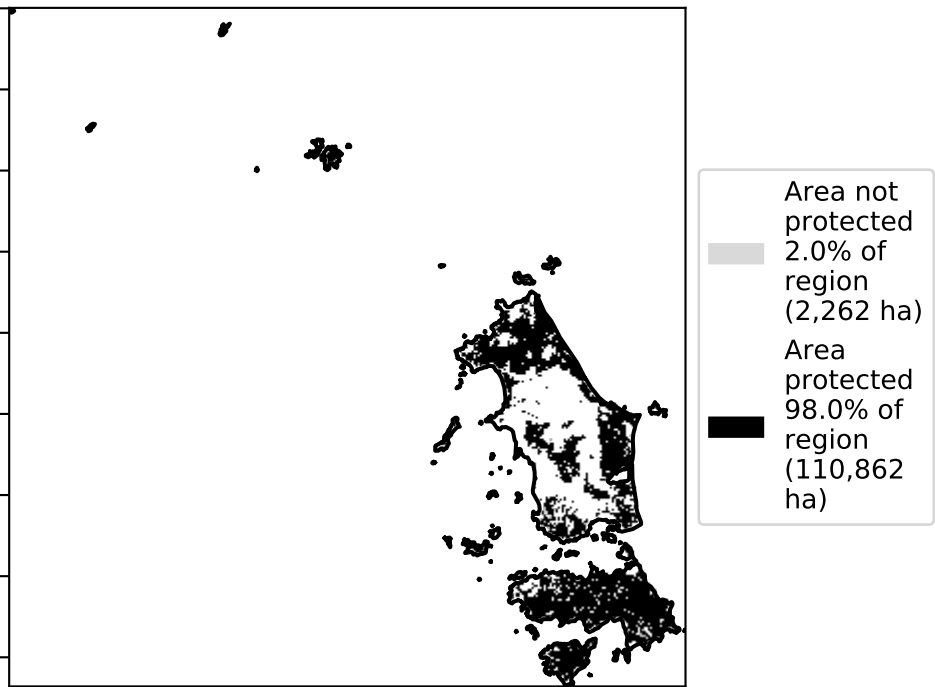 Area not
protected
2.0% of
region
(2,262 ha)
Area
protected
98.0% of
region
(110,862
ha)